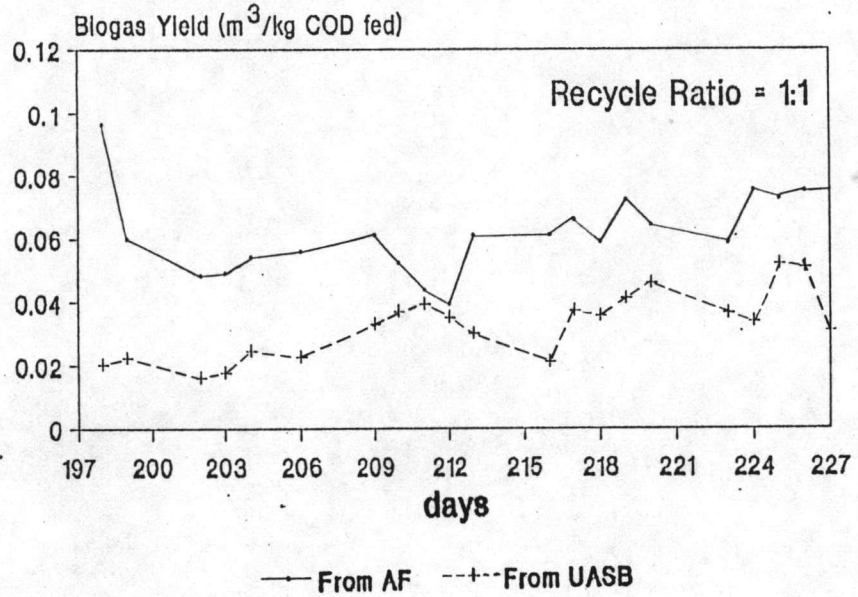 Biogas Yield (m³/kg COD fed)
0.12
Recycle Ratio = 1:1
0.1
0.08
0.06
0.04
0.02
0
197 200 203 206 209 212 215 218 221 224 227
days
From AF From UASB